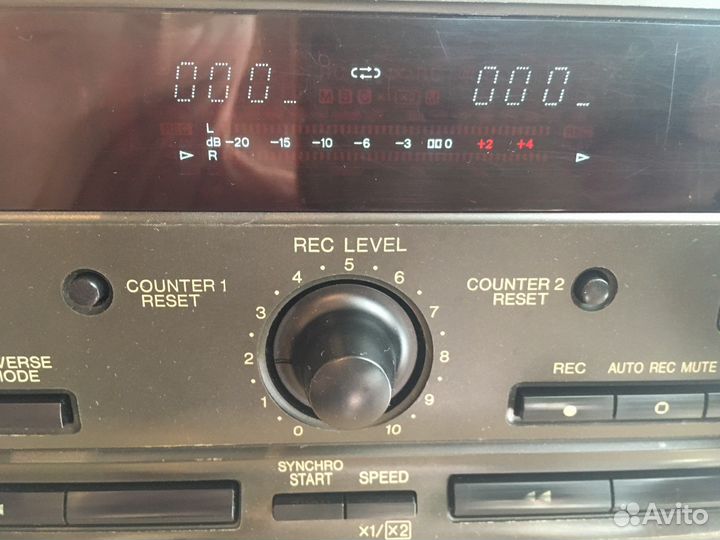 000_ 000_
L
dB -20 -15 -10 -6 -3 0 +2 +4
R
REC LEVEL
COUNTER 1
RESET
COUNTER 2
RESET
0 1 2 3 4 5 6 7 8 9 10
VERSE
MODE
REC AUTO REC MUTE
SYNCHRO
START
SPEED
X1/X2
Avito